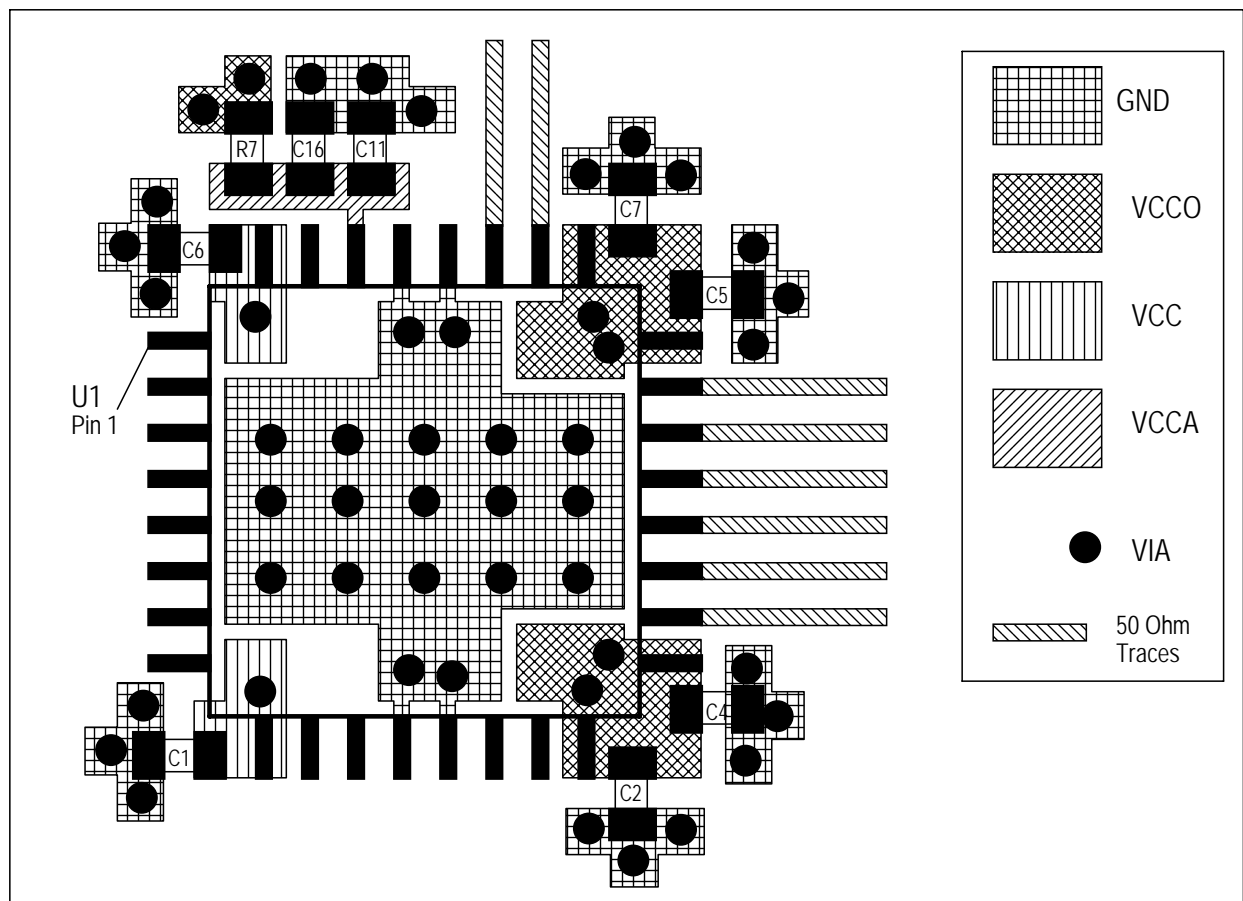 GND
R7
C16
C11
VCCO
C7
C6
C5
VCC
U1
Pin 1
VCCA
VIA
50 Ohm
Traces
C4
C1
C2